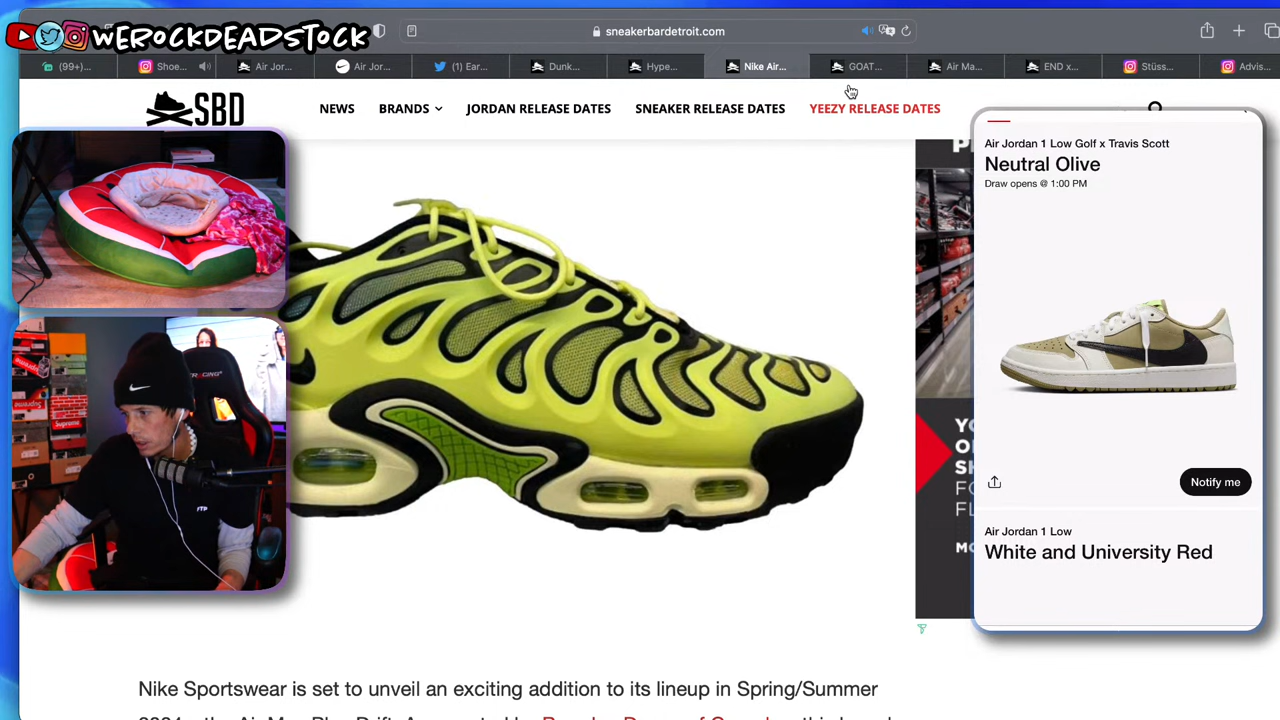 WEROCKDEADSTOCK
sneakerbardetroit.com
(99+)...
Shoe...
Air Jor...
Air Jor...
(1) Ear...
Dunk...
Hype...
Nike Air...
GOAT...
Air Ma...
END x...
Stüss...
Advis...
SBD
NEWS
BRANDS
JORDAN RELEASE DATES
SNEAKER RELEASE DATES
YEEZY RELEASE DATES
Air Jordan 1 Low Golf x Travis Scott
Neutral Olive
Draw opens @ 1:00 PM
Notify me
Air Jordan 1 Low
White and University Red
FTP
Nike Sportswear is set to unveil an exciting addition to its lineup in Spring/Summer